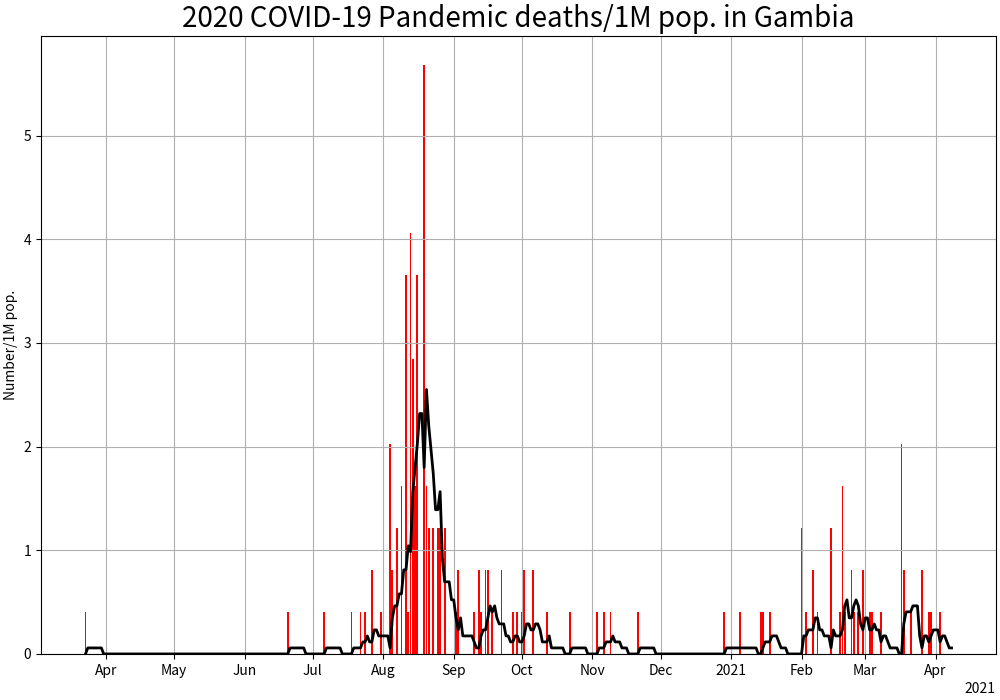 2020 COVID-19 Pandemic deaths/1M pop. in Gambia
Number/1M pop.
5
4
3
2
1
0
Apr May Jun Jul Aug Sep Oct Nov Dec 2021 Feb Mar Apr
2021